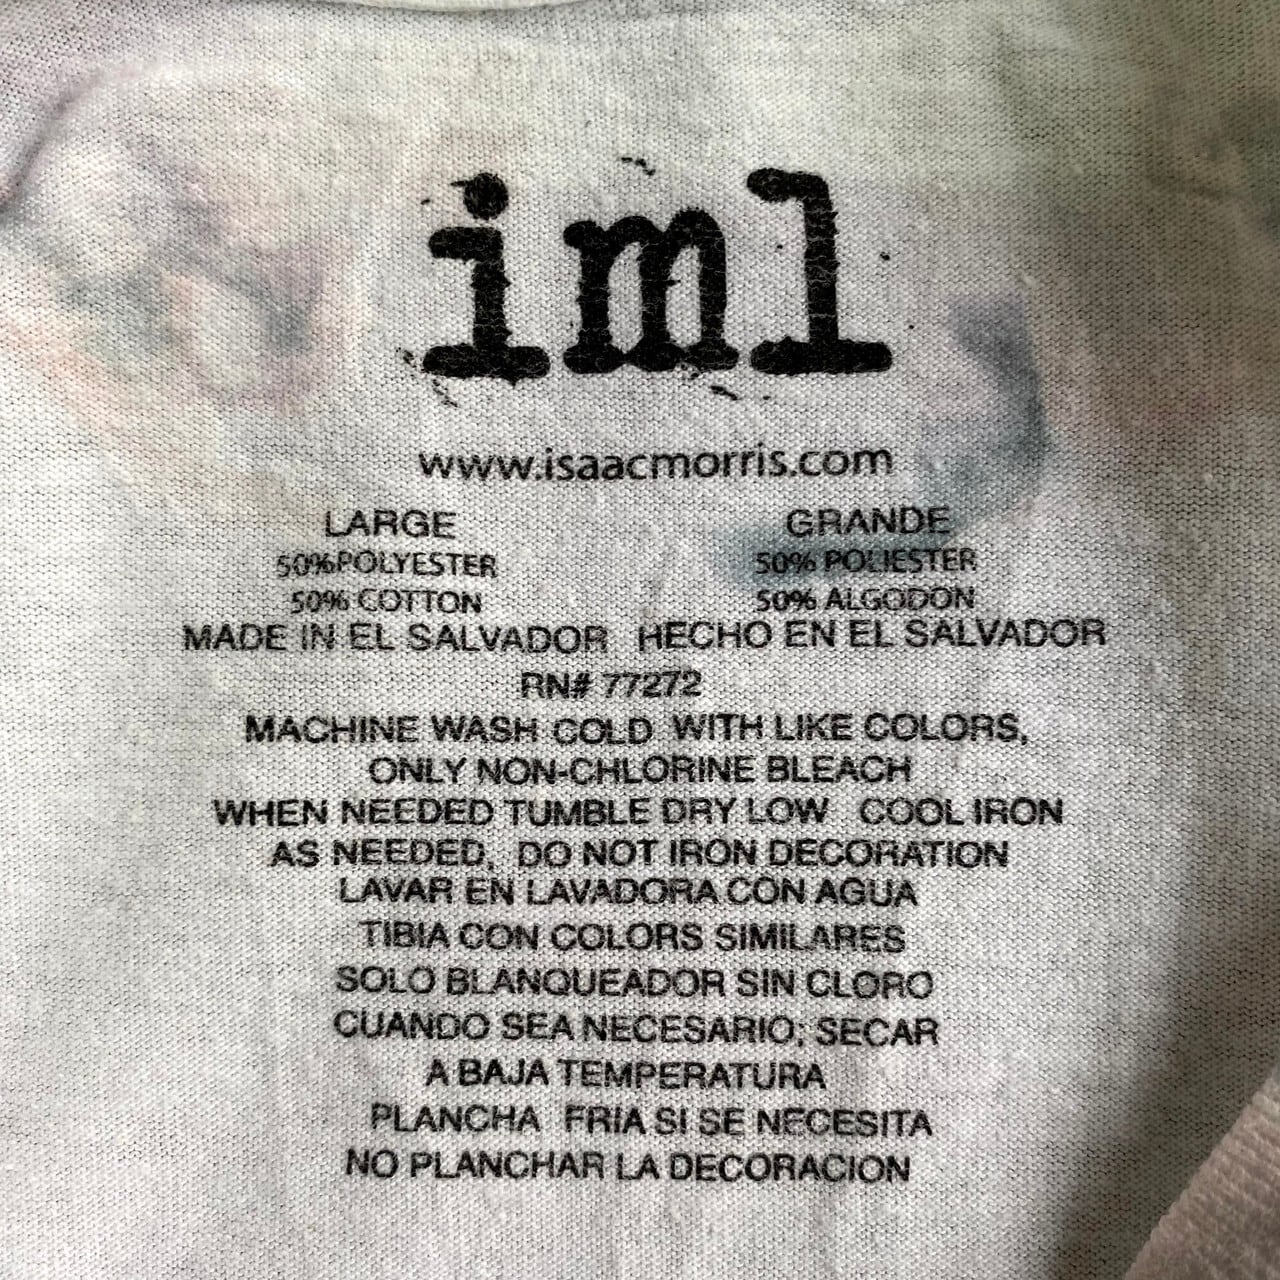 iml
www.isaacmorris.com
LARGE GRANDE
50%POLYESTER 50% POLIESTER
50% COTTON 50% ALGODON
MADE IN EL SALVADOR HECHO EN EL SALVADOR
RN# 77272
MACHINE WASH COLD WITH LIKE COLORS,
ONLY NON-CHLORINE BLEACH
WHEN NEEDED TUMBLE DRY LOW COOL IRON
AS NEEDED, DO NOT IRON DECORATION
LAVAR EN LAVADORA CON AGUA
TIBIA CON COLORS SIMILARES
SOLO BLANQUEADOR SIN CLORO
CUANDO SEA NECESARIO; SECAR
A BAJA TEMPERATURA
PLANCHA FRIA SI SE NECESITA
NO PLANCHAR LA DECORACION